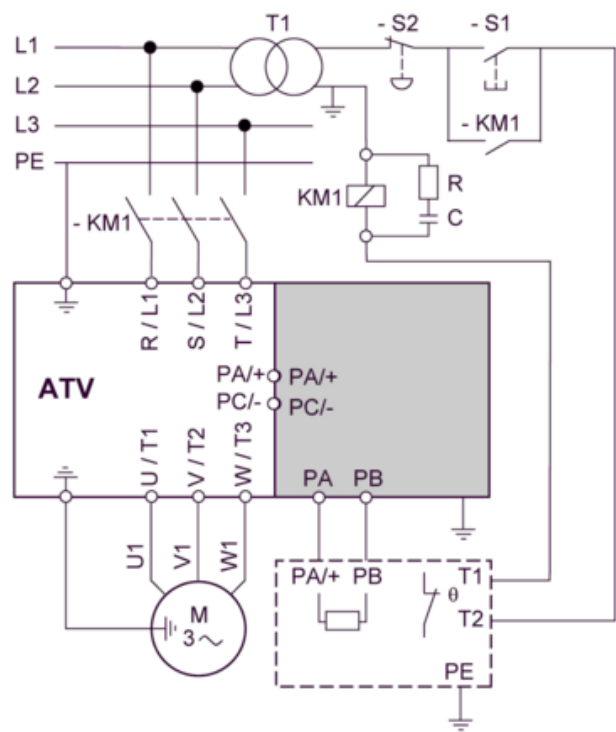 T1
- S2
- S1
L1
L2
L3
PE
- KM1
KM1
R
C
- KM1
R / L1
S / L2
T / L3
ATV
PA/+
PA/+
PC/-
PC/-
U / T1
V / T2
W / T3
PA
PB
U1
V1
W1
M
3
PA/+
PB
θ
T1
T2
PE